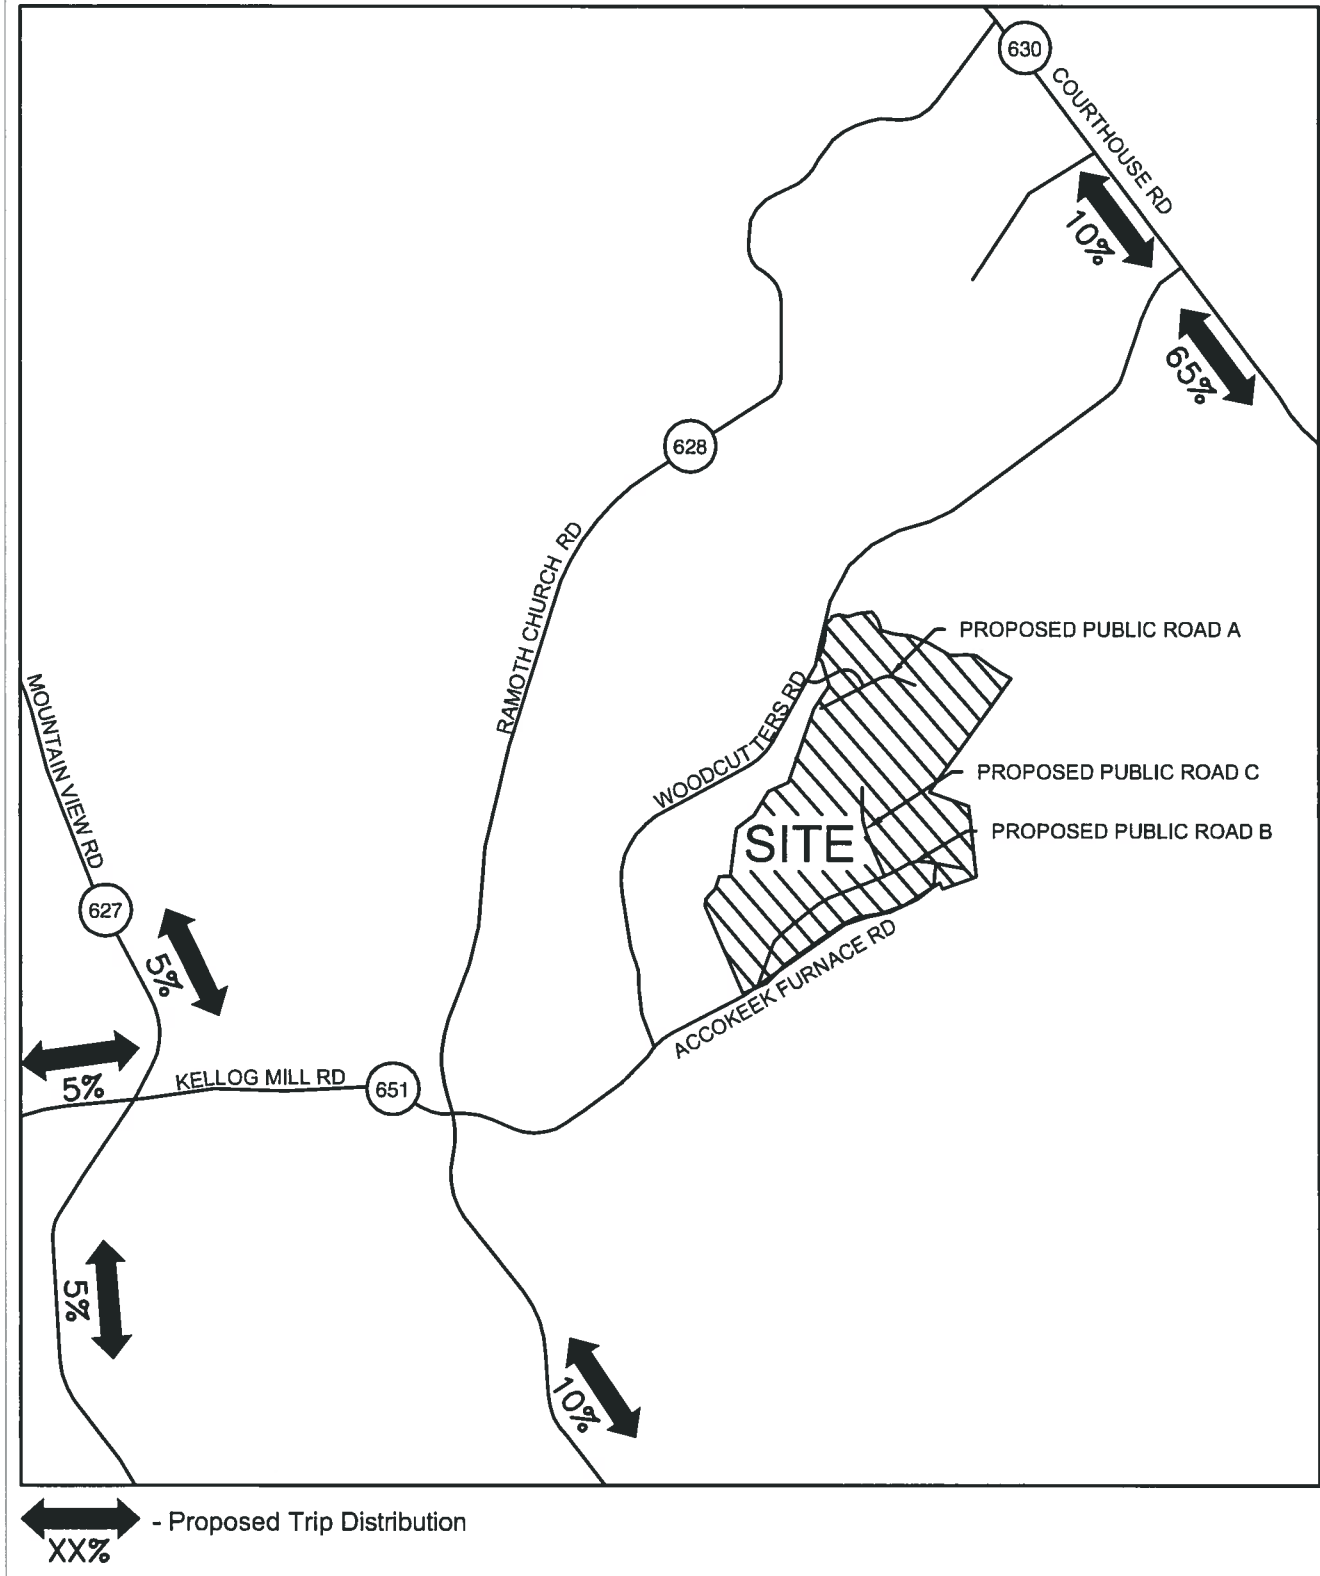 630
COURTHOUSE RD
10%
65%
628
RAMOTH CHURCH RD
PROPOSED PUBLIC ROAD A
MOUNTAIN VIEW RD
WOODCUTTERS RD
PROPOSED PUBLIC ROAD C
SITE
PROPOSED PUBLIC ROAD B
627
5%
ACCOKEEK FURNACE RD
5%
KELLOG MILL RD
651
5%
10%
- Proposed Trip Distribution
XX%